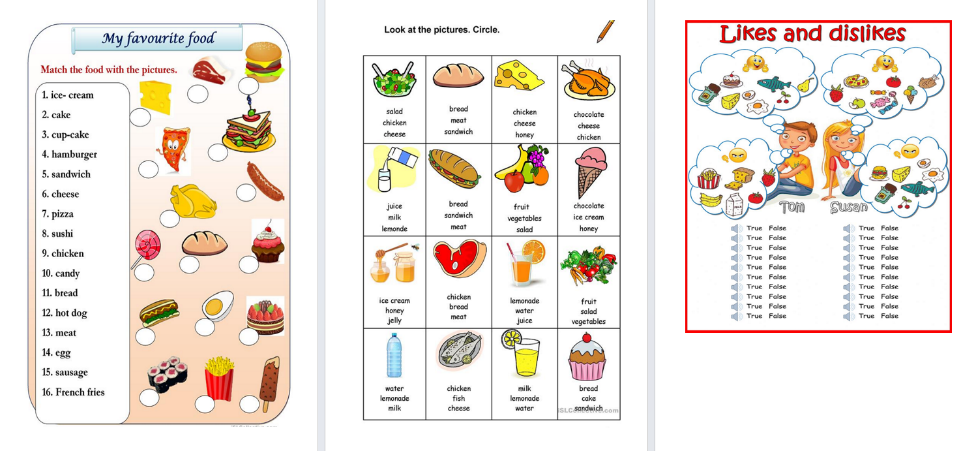 My favourite food
Match the food with the pictures.
1. ice- cream
2. cake
3. cup-cake
4. hamburger
5. sandwich
6. cheese
7. pizza
8. sushi
9. chicken
10. candy
11. bread
12. hot dog
13. meat
14. egg
15. sausage
16. French fries
Look at the pictures. Circle.
salad
chicken
cheese
bread
meat
sandwich
chicken
cheese
honey
chocolate
cheese
chicken
juice
milk
lemonde
bread
sandwich
meat
fruit
vegetables
salad
chocolate
ice cream
honey
ice cream
honey
jelly
chicken
bread
meat
lemonade
water
juice
fruit
salad
vegetables
water
lemonade
milk
chicken
fish
cheese
milk
lemonade
water
bread
cake
sandwich
Likes and dislikes
Tom Susan
True False True False
True False True False
True False True False
True False True False
True False True False
True False True False
True False True False
True False True False
True False True False
True False True False